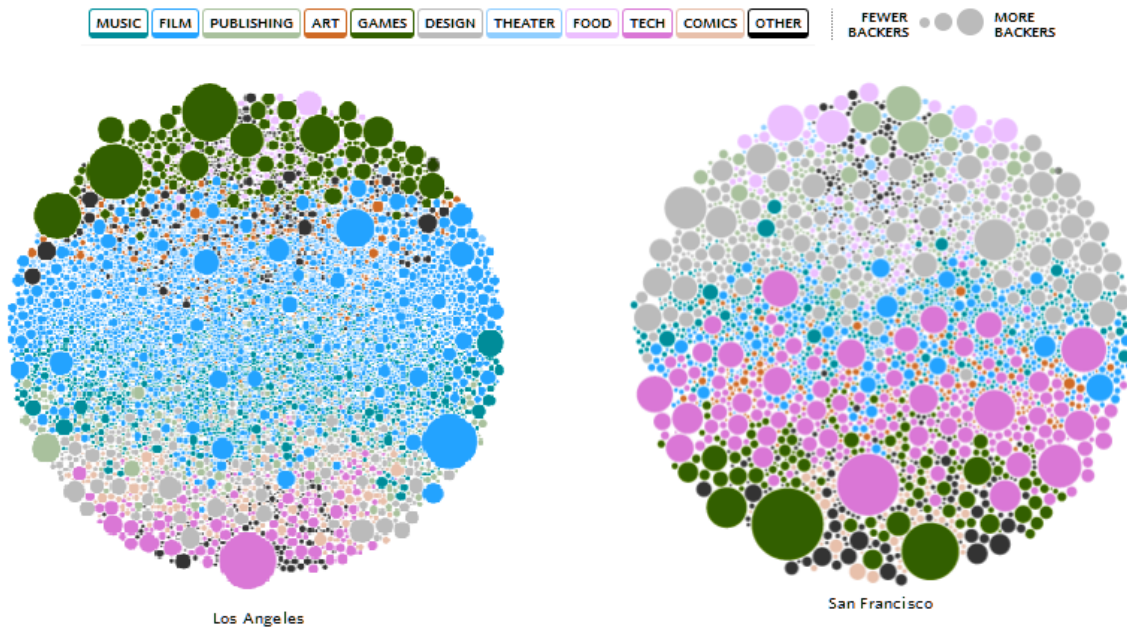 MUSIC FILM PUBLISHING ART GAMES DESIGN THEATER FOOD TECH COMICS OTHER
FEWER
BACKERS
MORE
BACKERS
Los Angeles
San Francisco